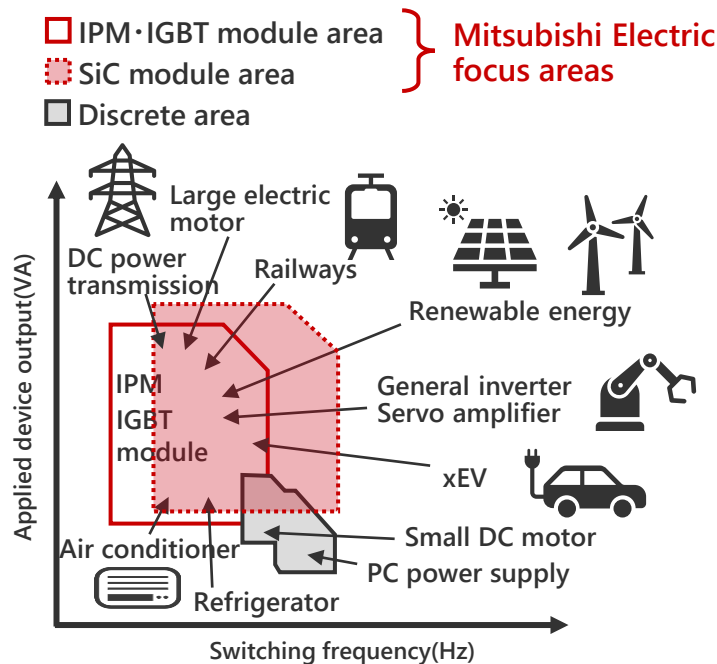 IPM・IGBT module area
SiC module area
Discrete area
Mitsubishi Electric
focus areas
Large electric
motor
DC power
transmission
Railways
Renewable energy
IPM
IGBT
module
General inverter
Servo amplifier
xEV
Small DC motor
PC power supply
Air conditioner
Refrigerator
Applied device output(VA)
Switching frequency(Hz)